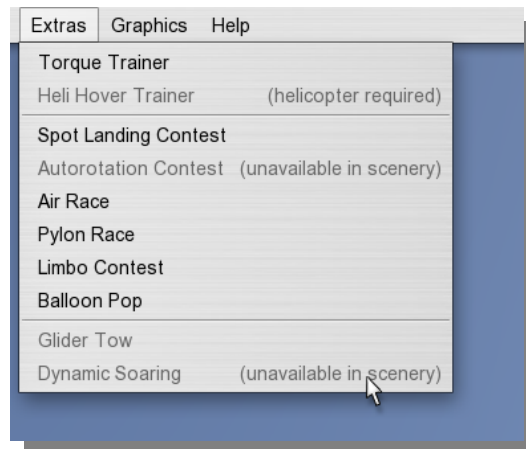 Extras Graphics Help
Torque Trainer
Heli Hover Trainer (helicopter required)
Spot Landing Contest
Autorotation Contest (unavailable in scenery)
Air Race
Pylon Race
Limbo Contest
Balloon Pop
Glider Tow
Dynamic Soaring (unavailable in scenery)